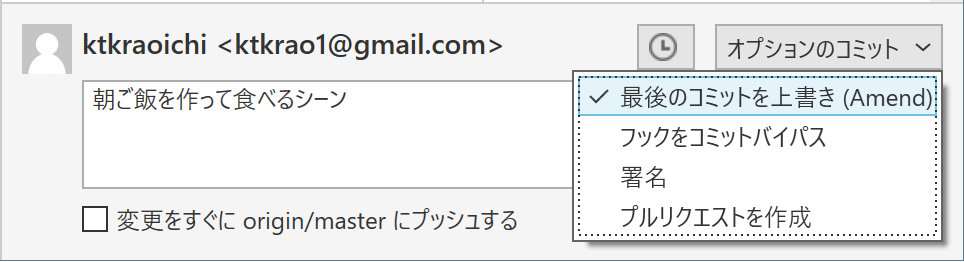 ktkraoichi <ktkrao1@gmail.com>
オプションのコミット
朝ご飯を作って食べるシーン
最後のコミットを上書き (Amend)
フックをコミットバイパス
署名
プルリクエストを作成
変更をすぐに origin/master にプッシュする